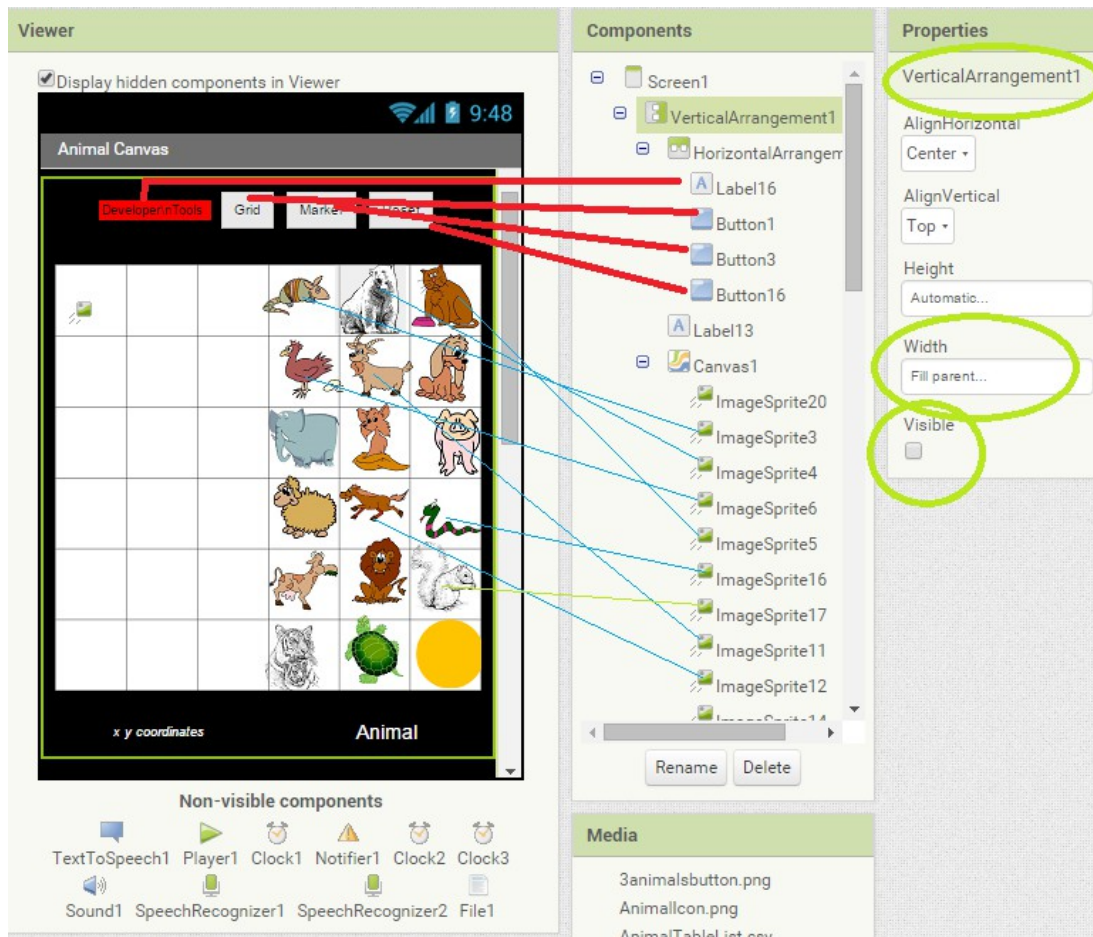 Viewer
Display hidden components in Viewer
9:48
Animal Canvas
Developer\nTools
Grid
Marker
Reset
x y coordinates
Animal
Non-visible components
TextToSpeech1 Player1 Clock1 Notifier1 Clock2 Clock3
Sound1 SpeechRecognizer1 SpeechRecognizer2 File1
Components
Screen1
VerticalArrangement1
HorizontalArrangem
A Label16
Button1
Button3
Button16
A Label13
Canvas1
ImageSprite20
ImageSprite3
ImageSprite4
ImageSprite6
ImageSprite5
ImageSprite16
ImageSprite17
ImageSprite11
ImageSprite12
Rename Delete
Media
3animalsbutton.png
AnimalIcon.png
AnimalTableList.csv
Properties
VerticalArrangement1
AlignHorizontal
Center
AlignVertical
Top
Height
Automatic...
Width
Fill parent...
Visible